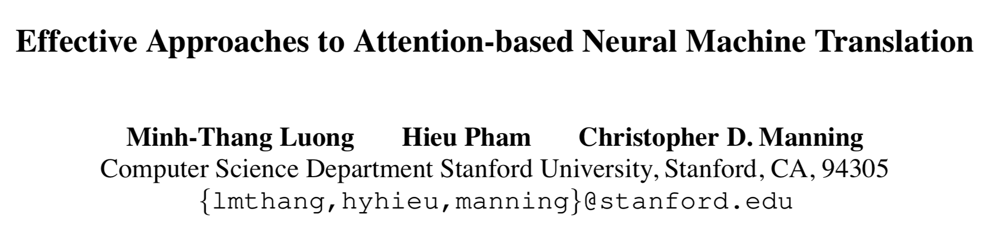 Effective Approaches to Attention-based Neural Machine Translation
Minh-Thang Luong Hieu Pham Christopher D. Manning
Computer Science Department Stanford University, Stanford, CA, 94305
{lmthang,hyhieu,manning}@stanford.edu